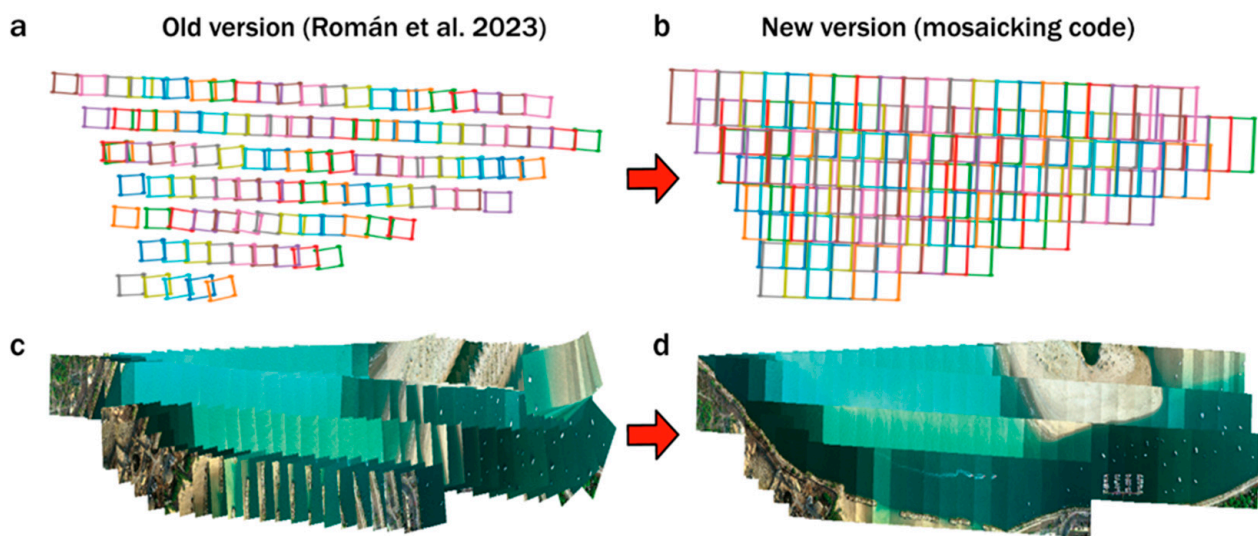 a Old version (Román et al. 2023)
b New version (mosaicking code)
c
d